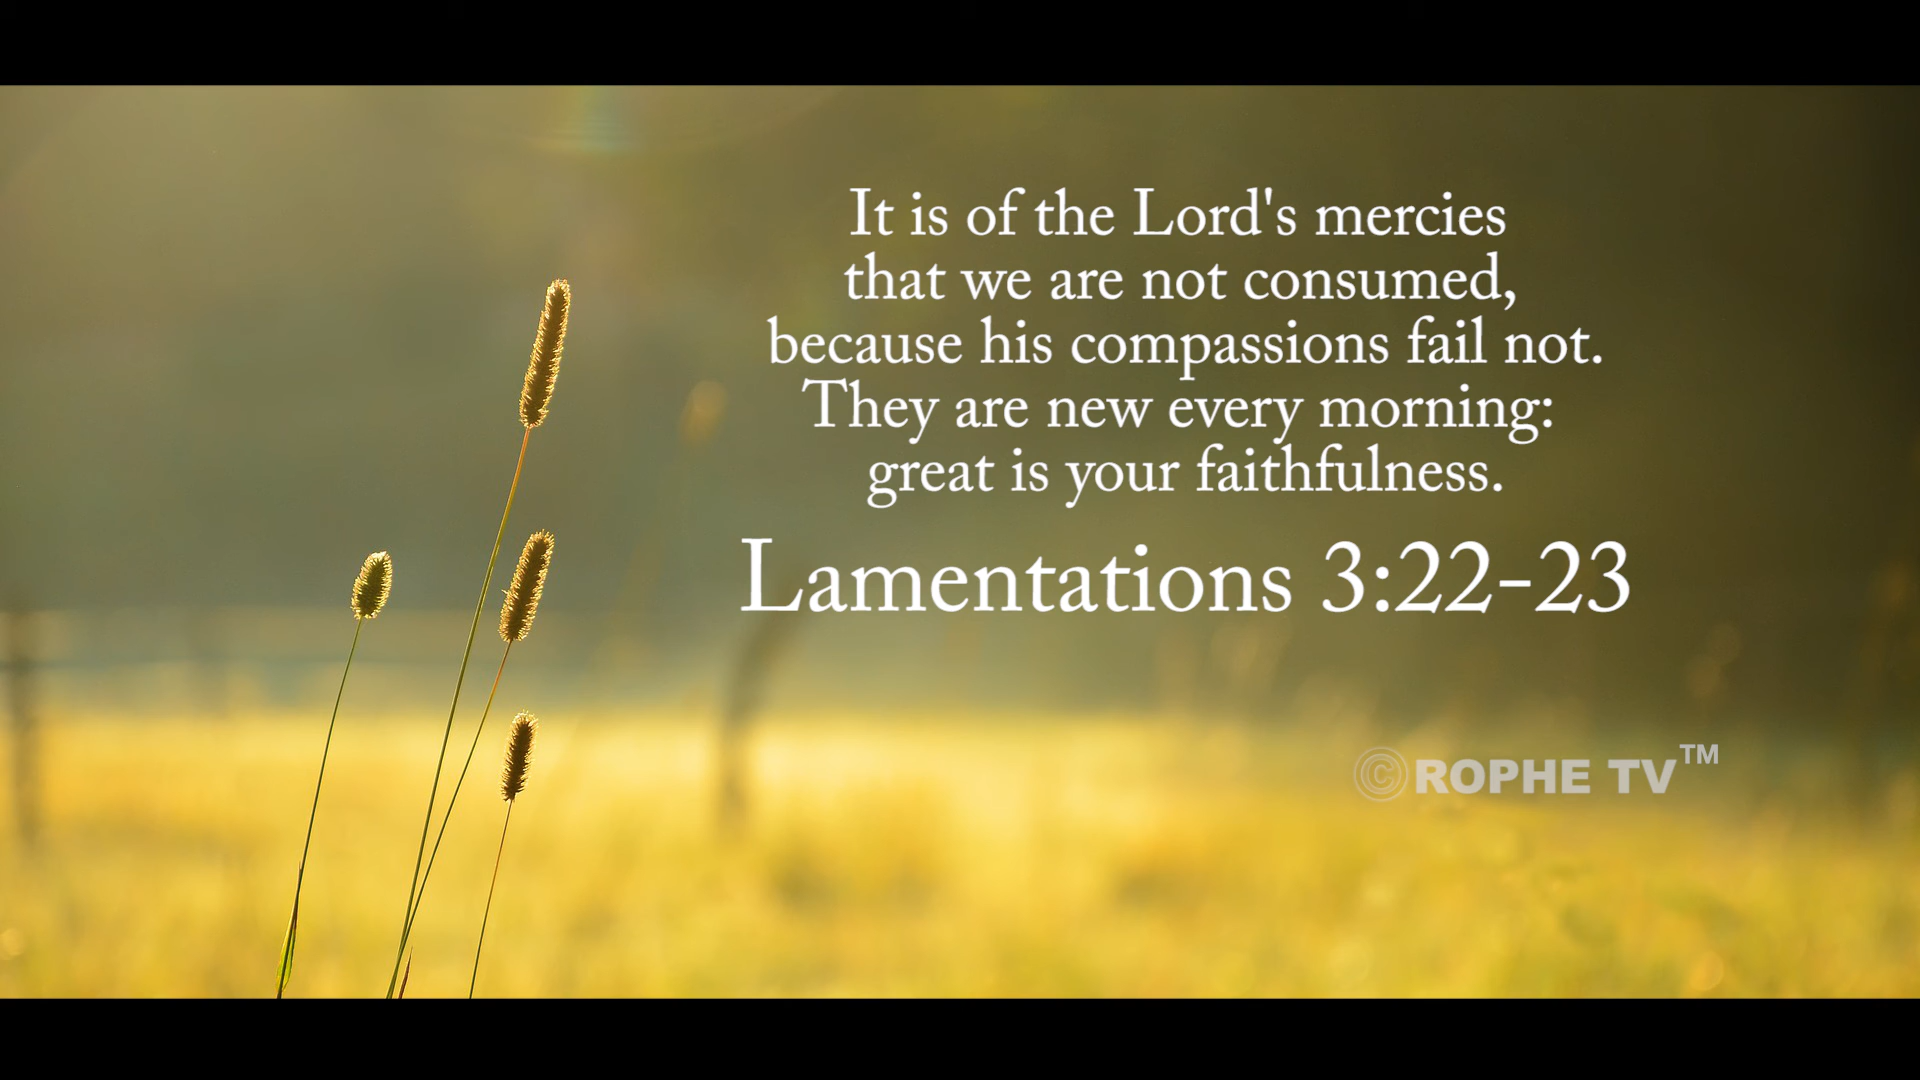 It is of the Lord's mercies
that we are not consumed,
because his compassions fail not.
They are new every morning:
great is your faithfulness.
Lamentations 3:22-23
©ROPHE TV™